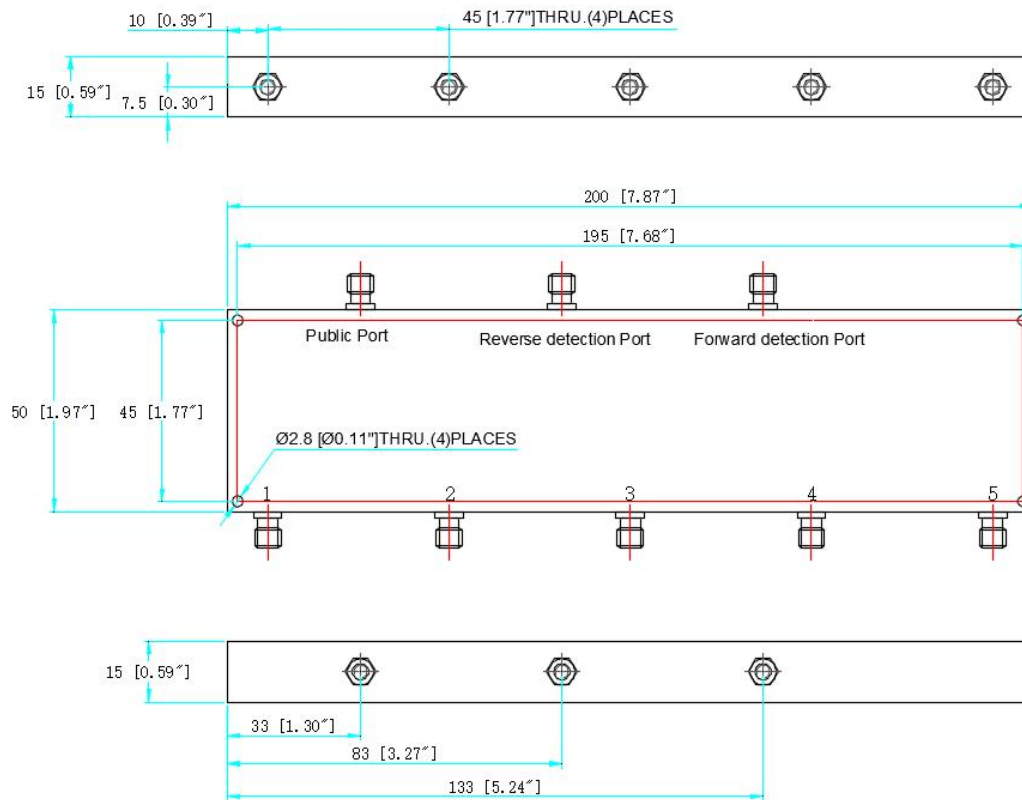 10 [0.39″]
45 [1.77"]THRU.(4)PLACES
15 [0.59″]
7.5 [0.30″]
200 [7.87″]
195 [7.68″]
Public Port
Reverse detection Port
Forward detection Port
50 [1.97″]
45 [1.77″]
Ø2.8 [Ø0.11"]THRU.(4)PLACES
1 2 3 4 5
15 [0.59″]
33 [1.30″]
83 [3.27″]
133 [5.24″]